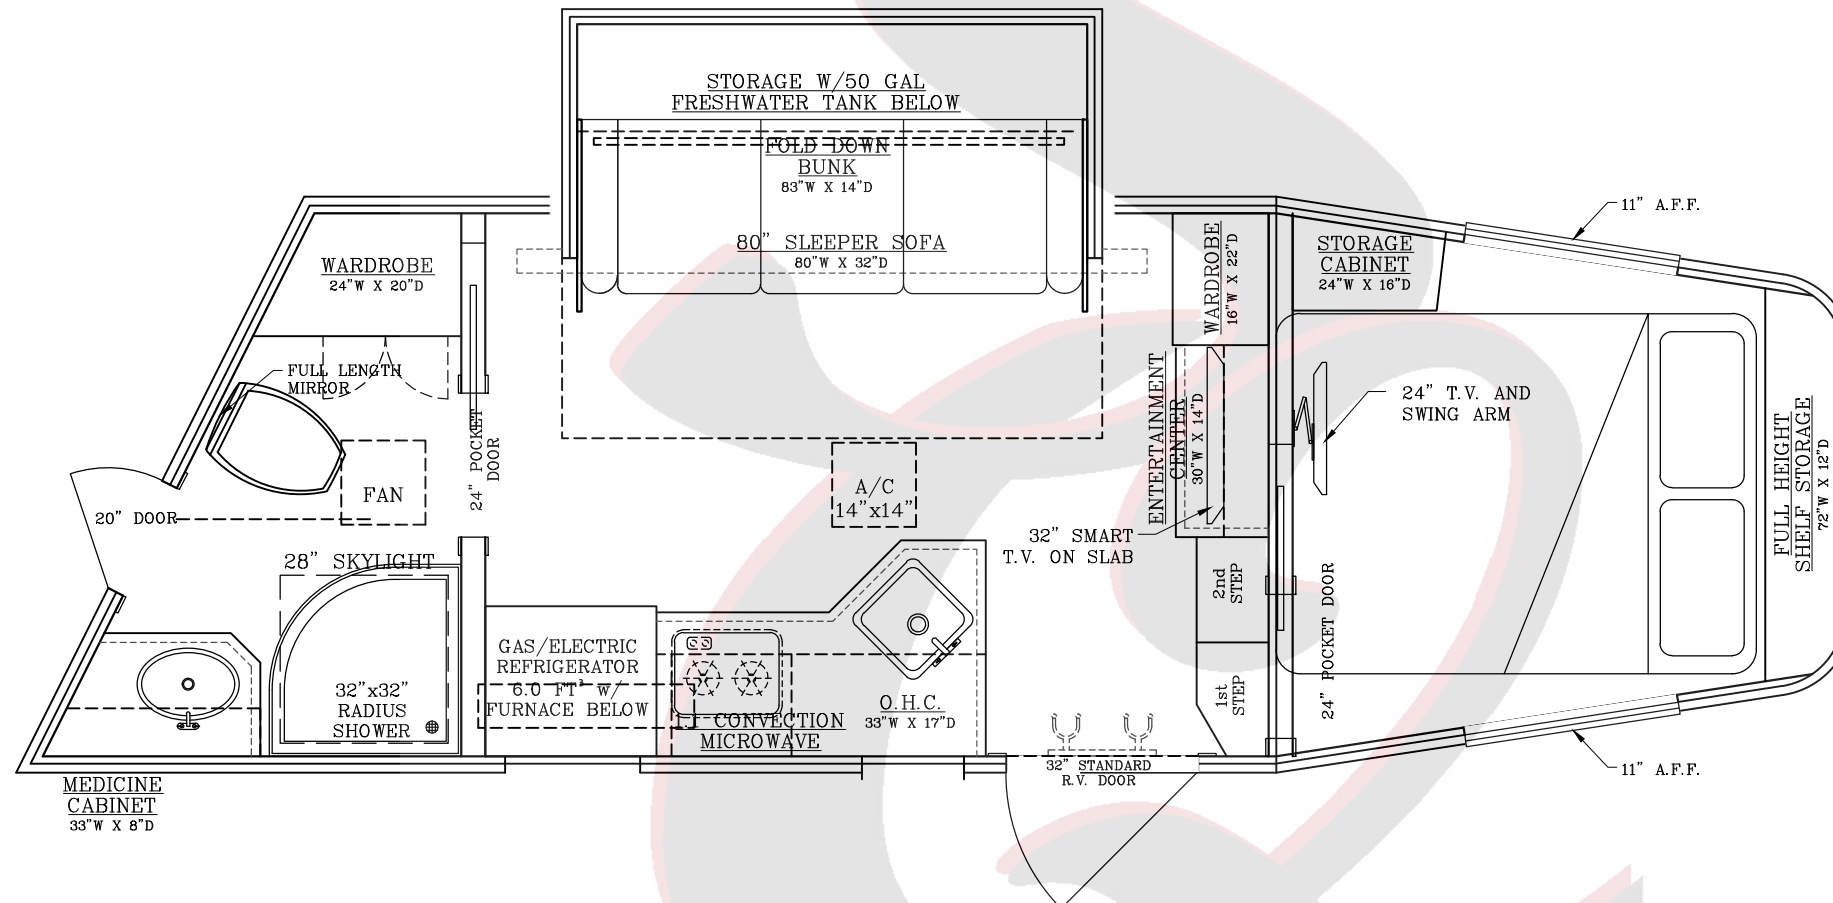 STORAGE W/50 GAL
FRESHWATER TANK BELOW
FOLD DOWN
BUNK
83"W X 14"D
80" SLEEPER SOFA
80"W X 32"D
WARDROBE
24"W X 20"D
FULL LENGTH
MIRROR
24" POCKET
DOOR
FAN
20" DOOR
28" SKYLIGHT
32"x32"
RADIUS
SHOWER
MEDICINE
CABINET
33"W X 8"D
GAS/ELECTRIC
REFRIGERATOR
6.0 FT³ w/
FURNACE BELOW
CONVECTION
MICROWAVE
O.H.C.
33"W X 17"D
A/C
14"x14"
WARDROBE
16"W X 22"D
ENTERTAINMENT
CENTER
30"W X 14"D
32" SMART
T.V. ON SLAB
2nd
STEP
1st
STEP
32" STANDARD
R.V. DOOR
STORAGE
CABINET
24"W X 16"D
24" T.V. AND
SWING ARM
24" POCKET DOOR
11" A.F.F.
FULL HEIGHT
SHELF STORAGE
72"W X 12"D
11" A.F.F.